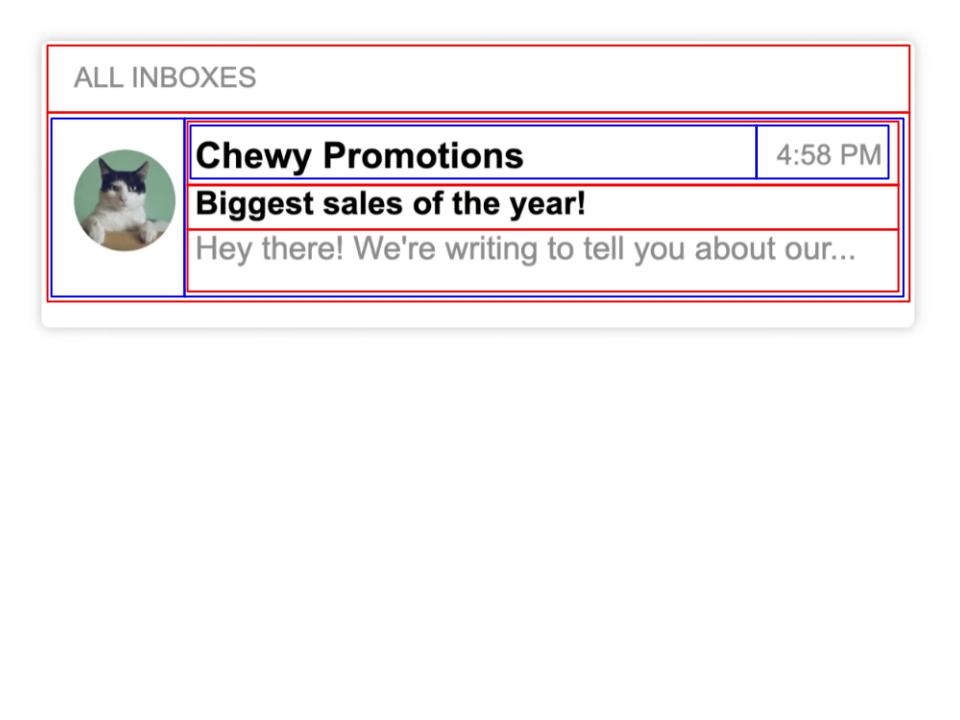 ALL INBOXES
Chewy Promotions 4:58 PM
Biggest sales of the year!
Hey there! We're writing to tell you about our...